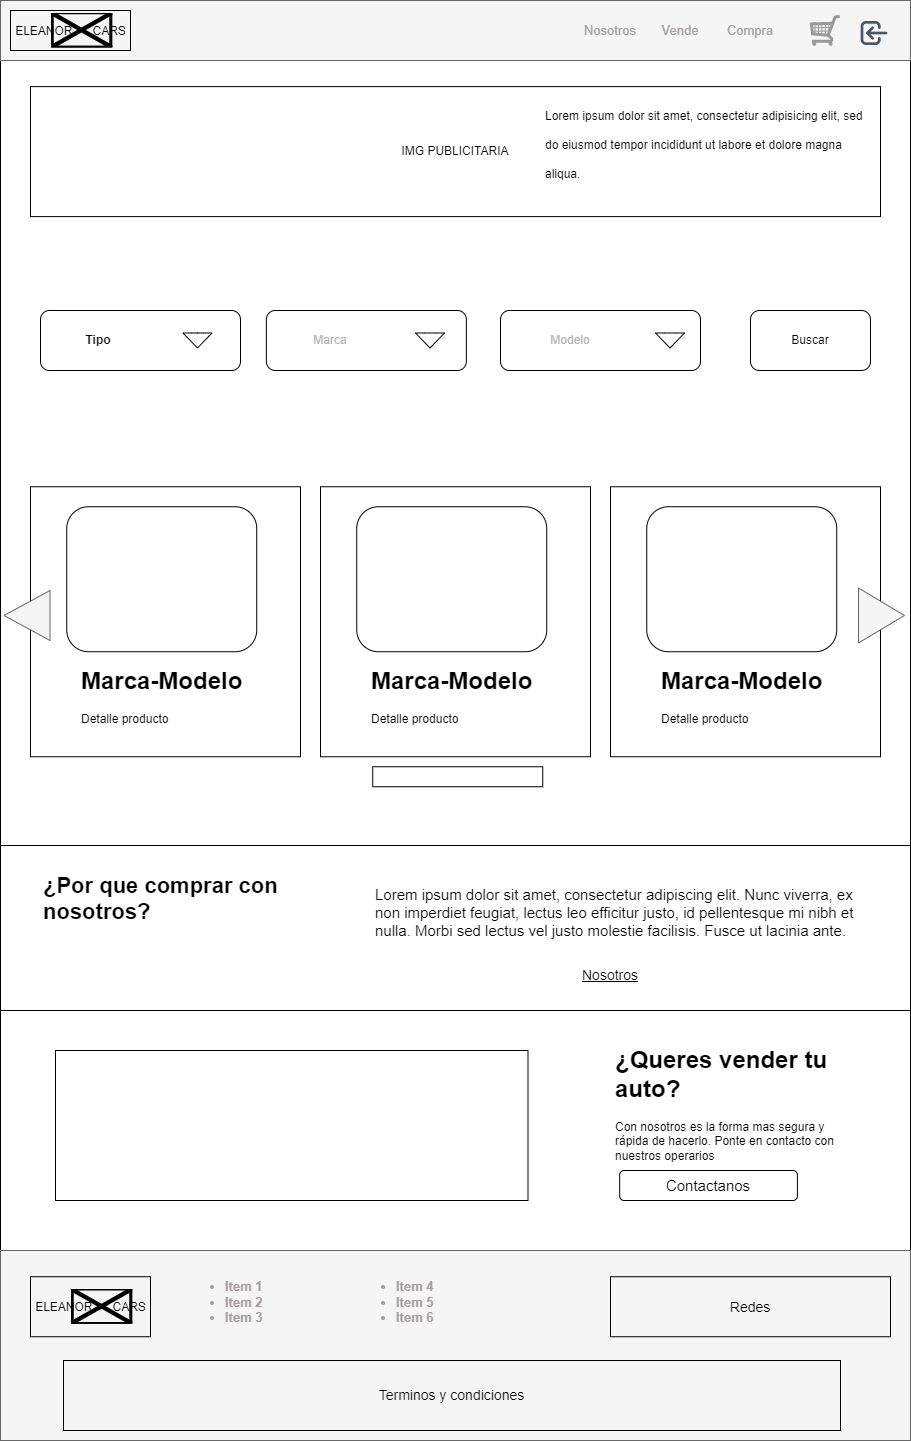 ELEANOR CARS
Nosotros Vende Compra
IMG PUBLICITARIA
Lorem ipsum dolor sit amet, consectetur adipisicing elit, sed
do eiusmod tempor incididunt ut labore et dolore magna
aliqua.
Tipo Marca Modelo Buscar
Marca-Modelo
Detalle producto
Marca-Modelo
Detalle producto
Marca-Modelo
Detalle producto
¿Por que comprar con
nosotros?
Lorem ipsum dolor sit amet, consectetur adipiscing elit. Nunc viverra, ex
non imperdiet feugiat, lectus leo efficitur justo, id pellentesque mi nibh et
nulla. Morbi sed lectus vel justo molestie facilisis. Fusce ut lacinia ante.
Nosotros
¿Queres vender tu
auto?
Con nosotros es la forma mas segura y
rápida de hacerlo. Ponte en contacto con
nuestros operarios
Contactanos
ELEANOR CARS
Item 1
Item 2
Item 3
Item 4
Item 5
Item 6
Redes
Terminos y condiciones